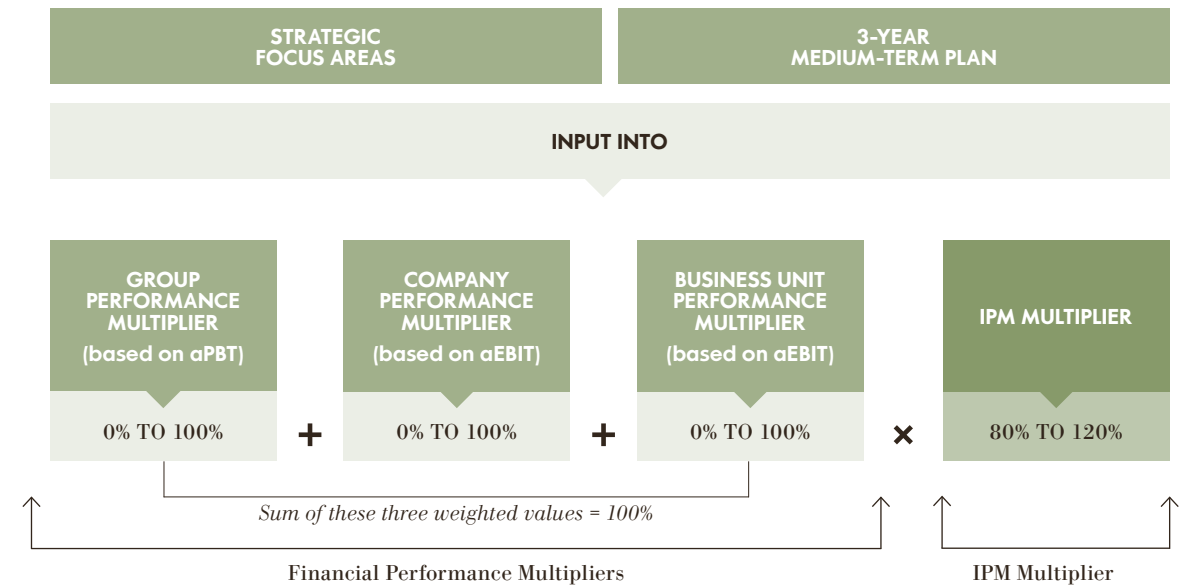 STRATEGIC
FOCUS AREAS
3-YEAR
MEDIUM-TERM PLAN
INPUT INTO
GROUP
PERFORMANCE
MULTIPLIER
(based on aPBT)
0% TO 100%
+
COMPANY
PERFORMANCE
MULTIPLIER
(based on aEBIT)
0% TO 100%
+
BUSINESS UNIT
PERFORMANCE
MULTIPLIER
(based on aEBIT)
0% TO 100%
×
IPM MULTIPLIER
80% TO 120%
Sum of these three weighted values = 100%
Financial Performance Multipliers
IPM Multiplier